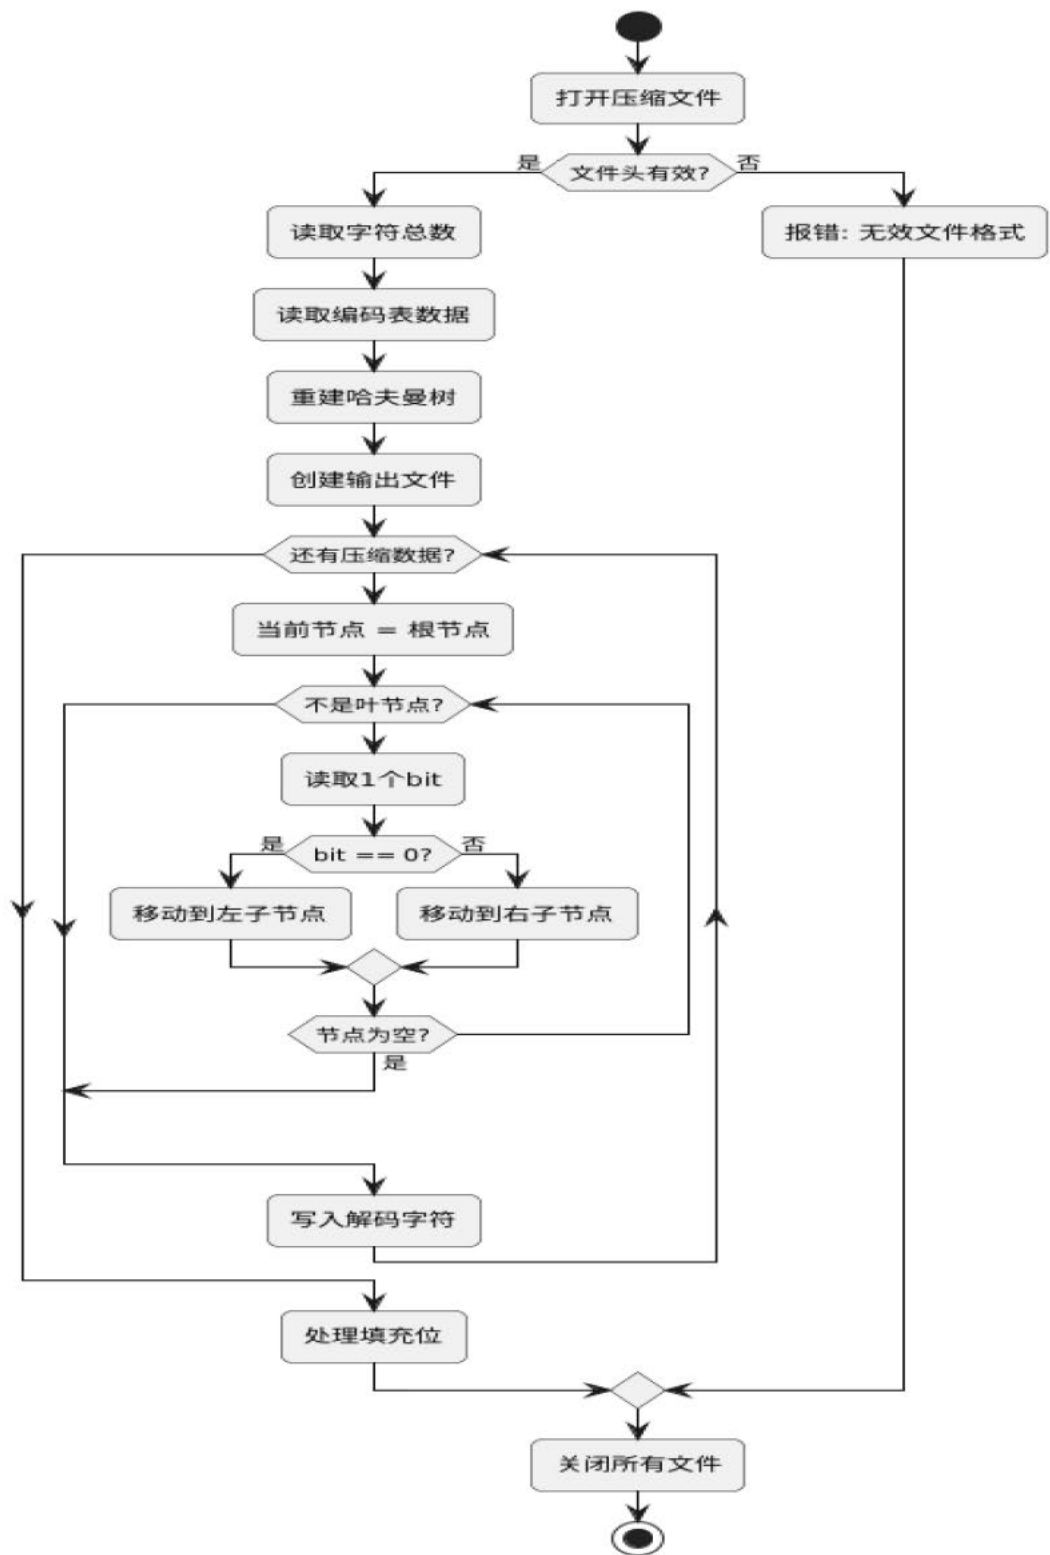 打开压缩文件
是
文件头有效?
否
读取字符总数
报错: 无效文件格式
读取编码表数据
重建哈夫曼树
创建输出文件
还有压缩数据?
当前节点 = 根节点
不是叶节点?
读取1个bit
是
bit == 0?
否
移动到左子节点
移动到右子节点
节点为空?
是
写入解码字符
处理填充位
关闭所有文件